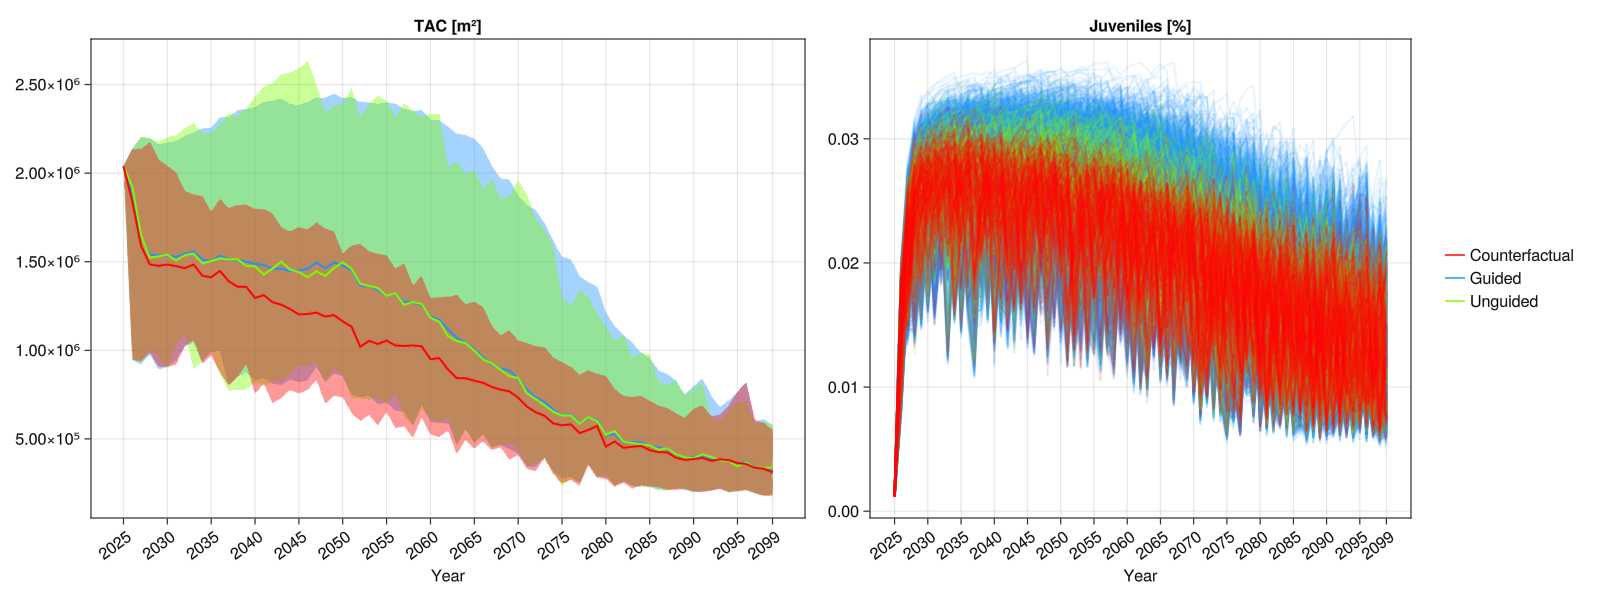 TAC [m²]
2.50×10⁶
2.00×10⁶
1.50×10⁶
1.00×10⁶
5.00×10⁵
2025 2030 2035 2040 2045 2050 2055 2060 2065 2070 2075 2080 2085 2090 2095 2099
Year
Juveniles [%]
0.03
0.02
0.01
0.00
2025 2030 2035 2040 2045 2050 2055 2060 2065 2070 2075 2080 2085 2090 2095 2099
Year
Counterfactual
Guided
Unguided